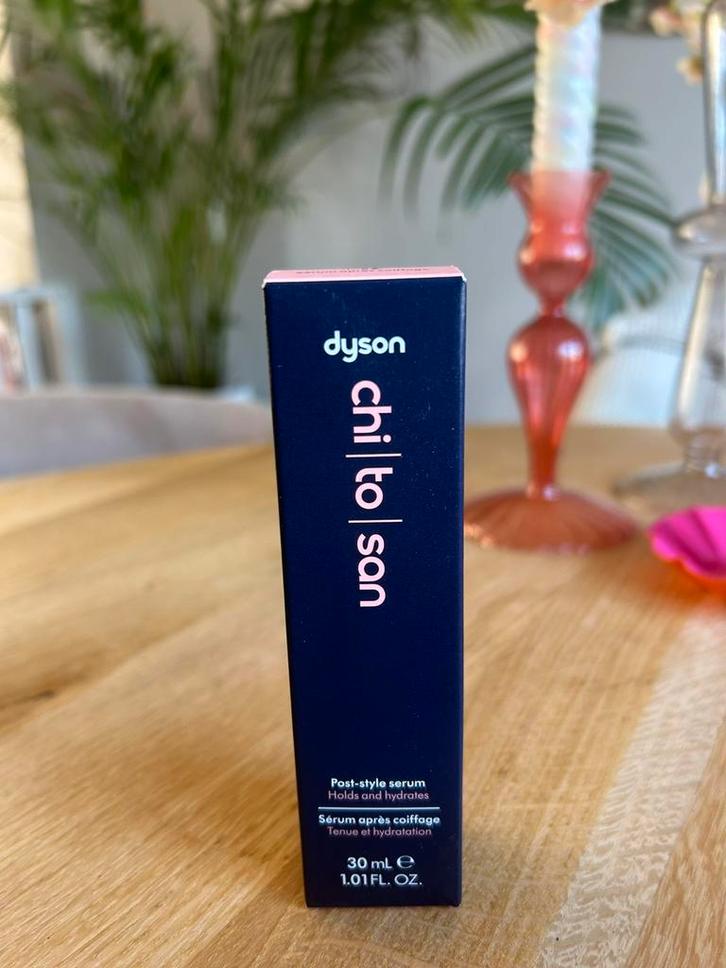 dyson
chi|to|san
Post-style serum
Holds and hydrates
Sérum après coiffage
Tenue et hydratation
30 mL ℮
1.01 FL. OZ.